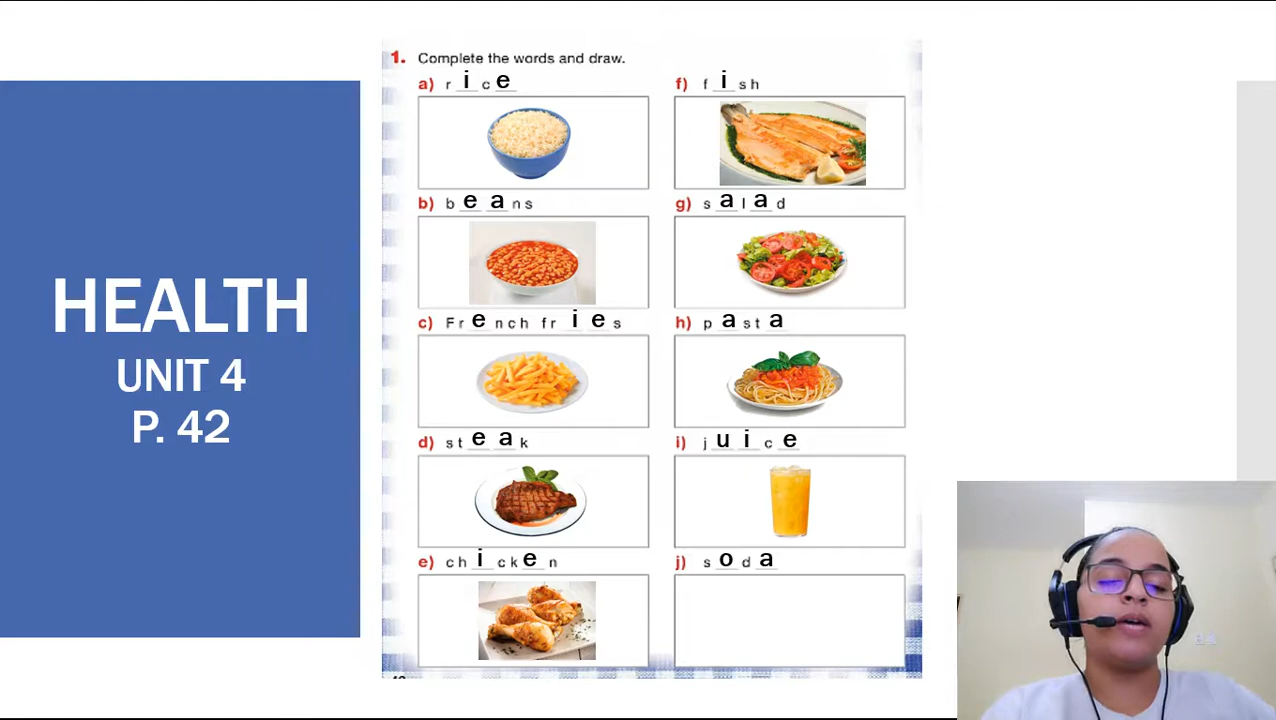 HEALTH
UNIT 4
P. 42
1. Complete the words and draw.
a) rice
b) beans
c) French fries
d) steak
e) chicken
f) fish
g) salad
h) pasta
i) juice
j) soda